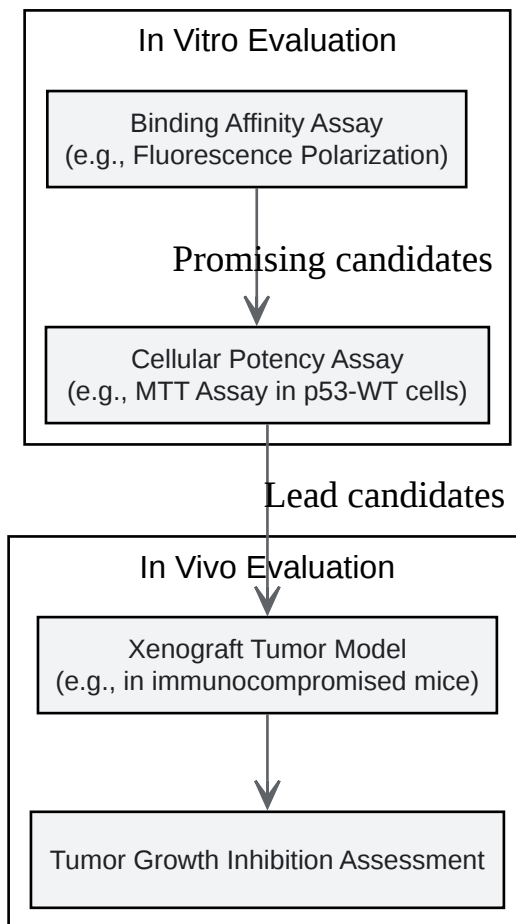 In Vitro Evaluation
Binding Affinity Assay
(e.g., Fluorescence Polarization)
Promising candidates
Cellular Potency Assay
(e.g., MTT Assay in p53-WT cells)
Lead candidates
In Vivo Evaluation
Xenograft Tumor Model
(e.g., in immunocompromised mice)
Tumor Growth Inhibition Assessment